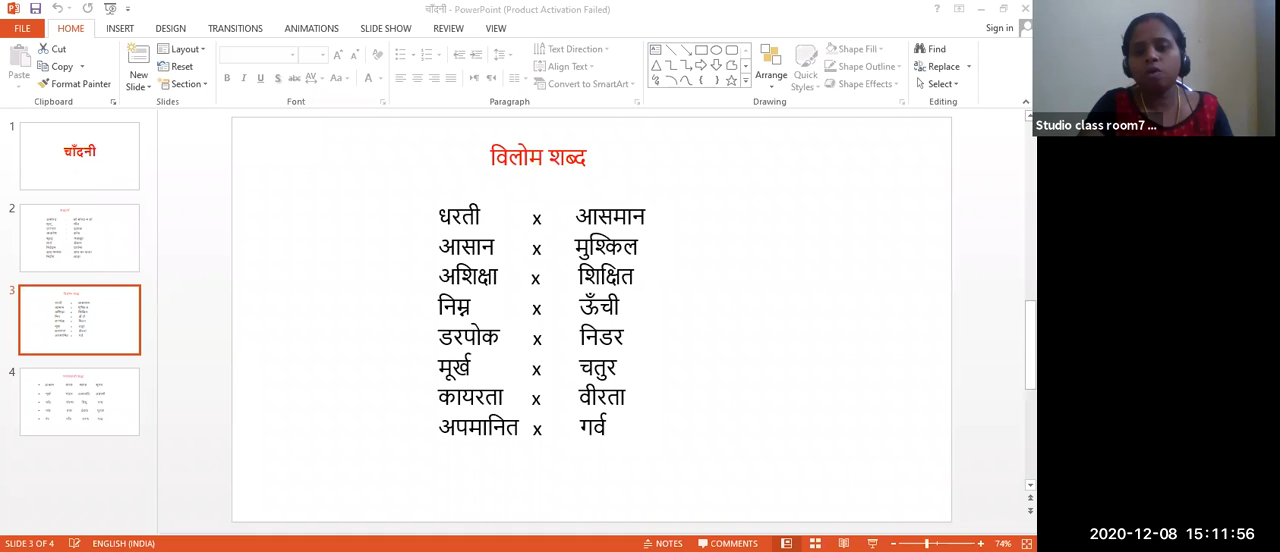 चाँदनी - PowerPoint (Product Activation Failed)
FILE HOME INSERT DESIGN TRANSITIONS ANIMATIONS SLIDE SHOW REVIEW VIEW Sign in
Paste Cut Copy Format Painter Clipboard
New Slide Layout Reset Section Slides
B I U S abc AV Aa A Font
Paragraph Text Direction Align Text Convert to SmartArt
Arrange Quick Styles Shape Fill Shape Outline Shape Effects Drawing
Find Replace Select Editing
Studio class room7 ...
1
चाँदनी
2
3
4
विलोम शब्द
धरती x आसमान
आसान x मुश्किल
अशिक्षा x शिक्षित
निम्न x ऊँची
डरपोक x निडर
मूर्ख x चतुर
कायरता x वीरता
अपमानित x गर्व
SLIDE 3 OF 4 ENGLISH (INDIA) NOTES COMMENTS 74%
2020-12-08 15:11:56